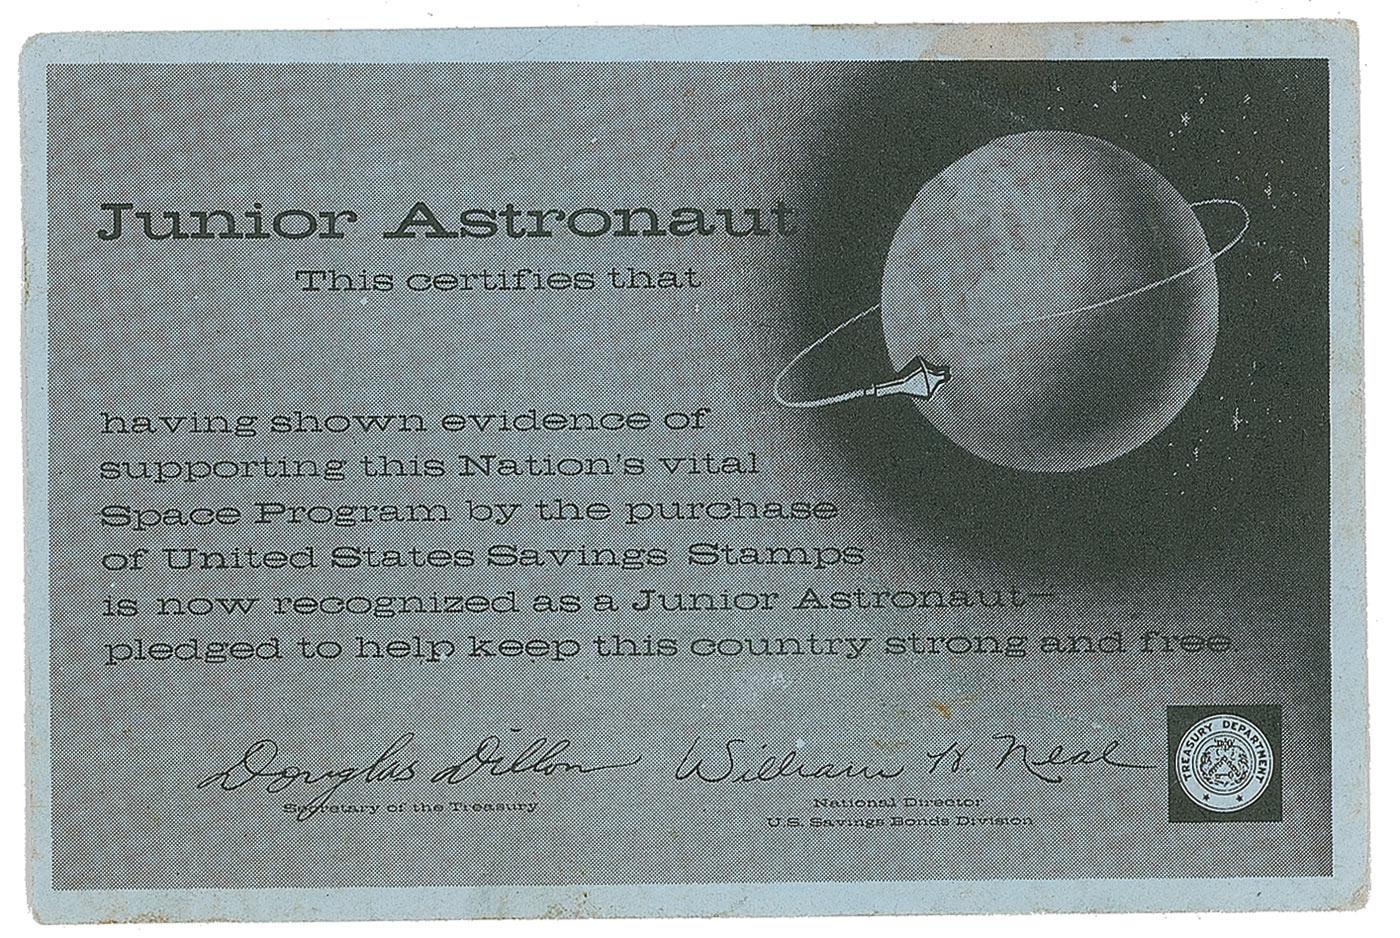 Junior Astronaut
This certifies that
having shown evidence of
supporting this Nation's vital
Space Program by the purchase
of United States Savings Stamps
is now recognized as a Junior Astronaut—
pledged to help keep this country strong and free.
Douglas Dillon
Secretary of the Treasury
William H. Neal
National Director
U.S. Savings Bonds Division
TREASURY DEPARTMENT